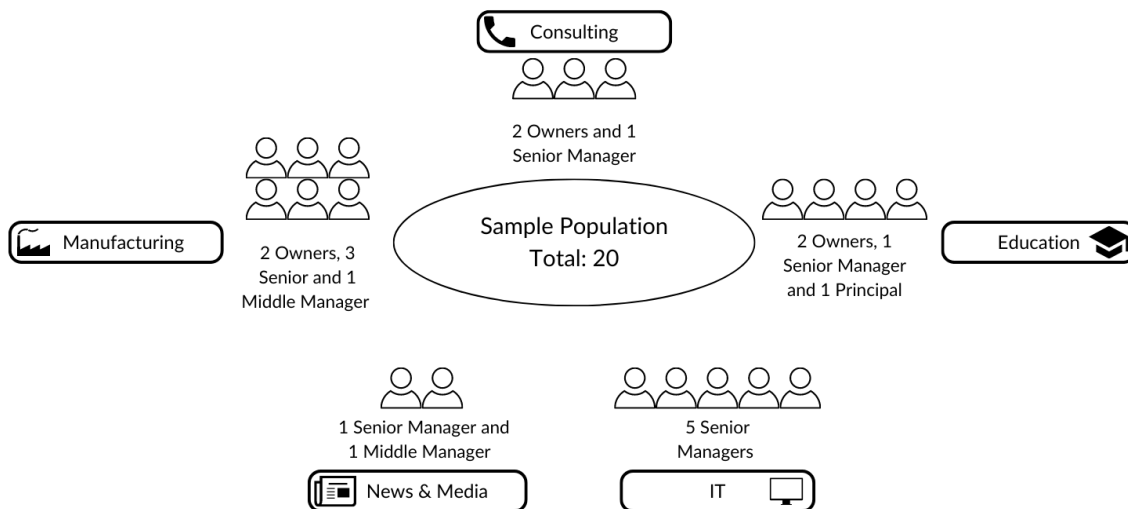 Consulting
2 Owners and 1
Senior Manager
Manufacturing
2 Owners, 3
Senior and 1
Middle Manager
Sample Population
Total: 20
2 Owners, 1
Senior Manager
and 1 Principal
Education
1 Senior Manager and
1 Middle Manager
News & Media
5 Senior
Managers
IT